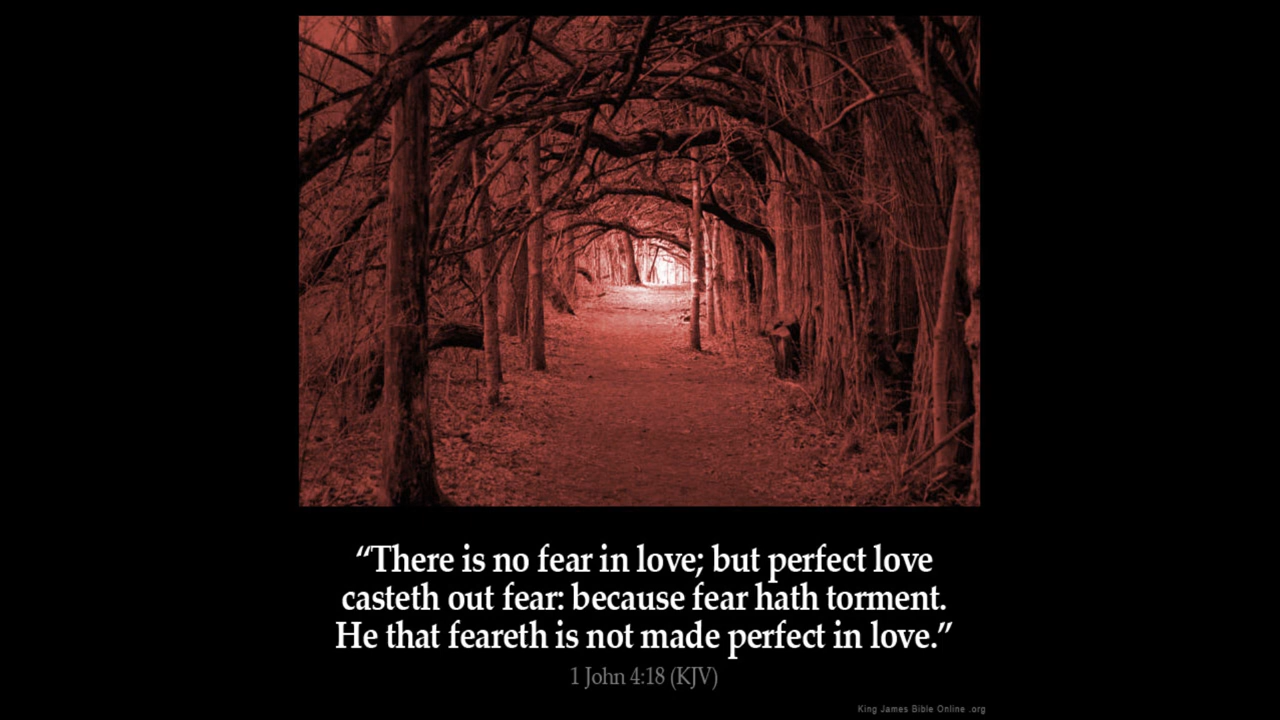 “There is no fear in love; but perfect love
casteth out fear: because fear hath torment.
He that feareth is not made perfect in love.”
1 John 4:18 (KJV)
King James Bible Online .org